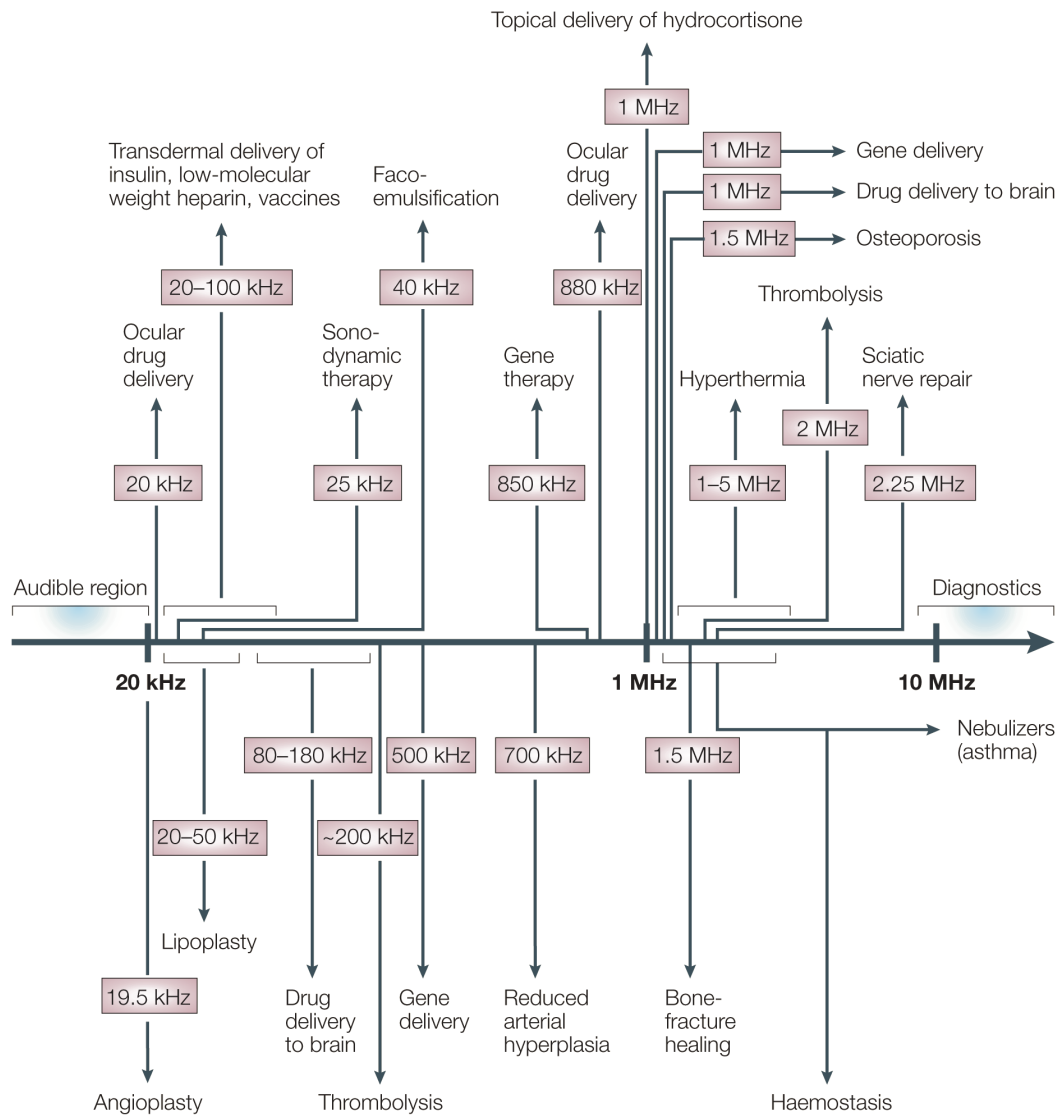 Topical delivery of hydrocortisone
1 MHz
Transdermal delivery of
insulin, low-molecular
weight heparin, vaccines
Faco-
emulsification
Ocular
drug
delivery
1 MHz
Gene delivery
1 MHz
Drug delivery to brain
1.5 MHz
Osteoporosis
20–100 kHz
40 kHz
880 kHz
Thrombolysis
Ocular
drug
delivery
Sono-
dynamic
therapy
Gene
therapy
Hyperthermia
Sciatic
nerve repair
2 MHz
20 kHz
25 kHz
850 kHz
1–5 MHz
2.25 MHz
Audible region
Diagnostics
20 kHz
1 MHz
10 MHz
Nebulizers
(asthma)
80–180 kHz
500 kHz
700 kHz
1.5 MHz
20–50 kHz
~200 kHz
Lipoplasty
19.5 kHz
Drug
delivery
to brain
Gene
delivery
Reduced
arterial
hyperplasia
Bone-
fracture
healing
Angioplasty
Thrombolysis
Haemostasis